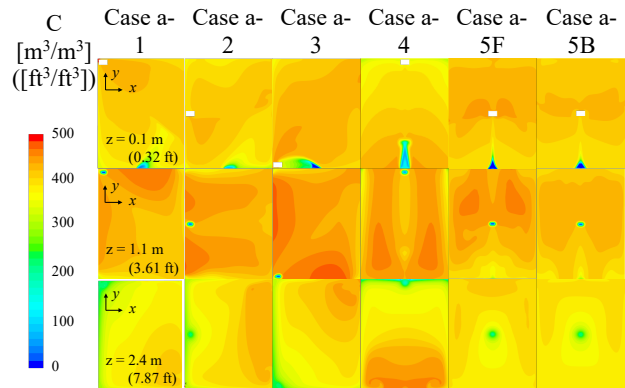 C
[m³/m³]
([ft³/ft³])
Case a-
1
Case a-
2
Case a-
3
Case a-
4
Case a-
5F
Case a-
5B
500
400
300
200
100
0
y
x
z = 0.1 m
(0.32 ft)
y
x
z = 1.1 m
(3.61 ft)
y
x
z = 2.4 m
(7.87 ft)